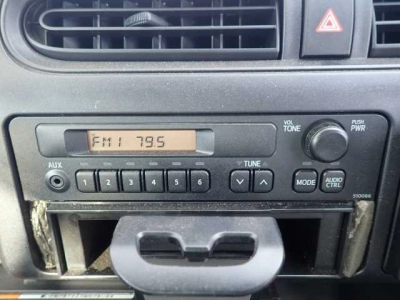 FM1 79.5
VOL
TONE
PUSH
PWR
AUX
1 2 3 4 5 6
TUNE
MODE
AUDIO
CTRL